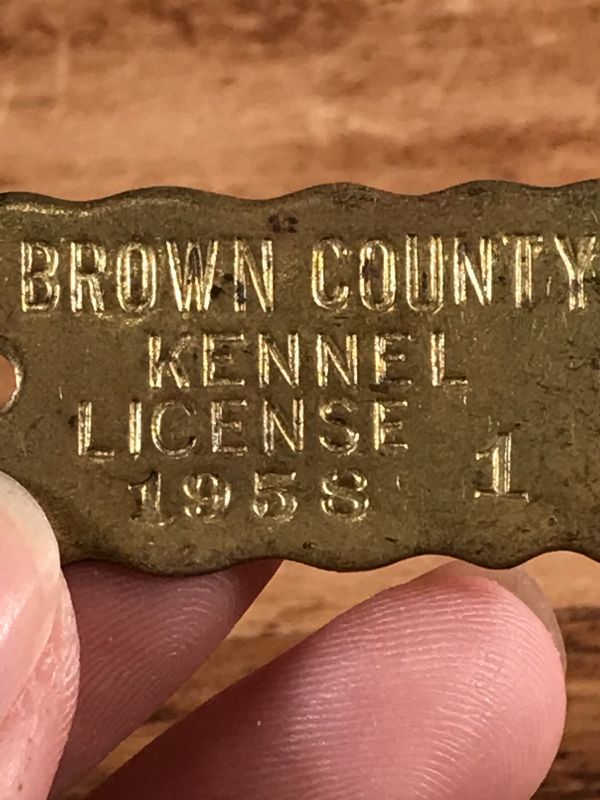 BROWN COUNTY
KENNEL
LICENSE
1958 1